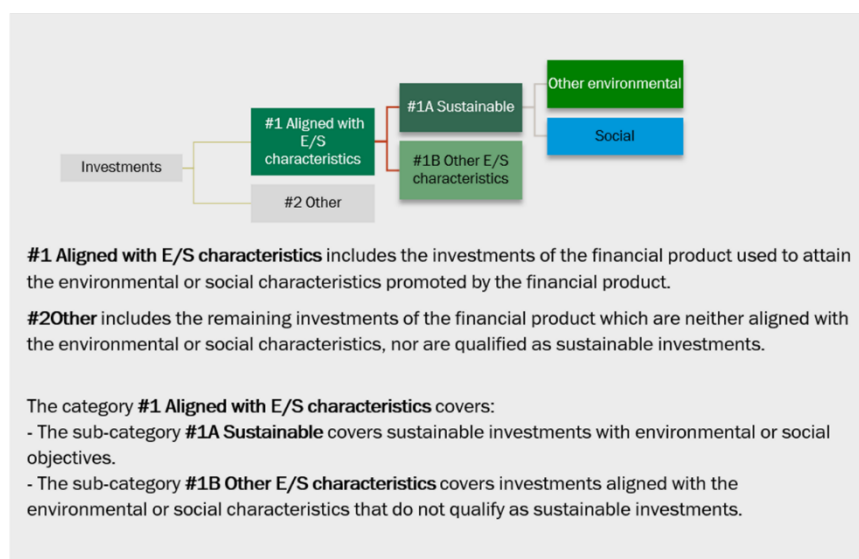 Other environmental
#1A Sustainable
#1 Aligned with
E/S
characteristics
Social
#1B Other E/S
characteristics
Investments
#2 Other
#1 Aligned with E/S characteristics includes the investments of the financial product used to attain
the environmental or social characteristics promoted by the financial product.
#2Other includes the remaining investments of the financial product which are neither aligned with
the environmental or social characteristics, nor are qualified as sustainable investments.
The category #1 Aligned with E/S characteristics covers:
- The sub-category #1A Sustainable covers sustainable investments with environmental or social
objectives.
- The sub-category #1B Other E/S characteristics covers investments aligned with the
environmental or social characteristics that do not qualify as sustainable investments.